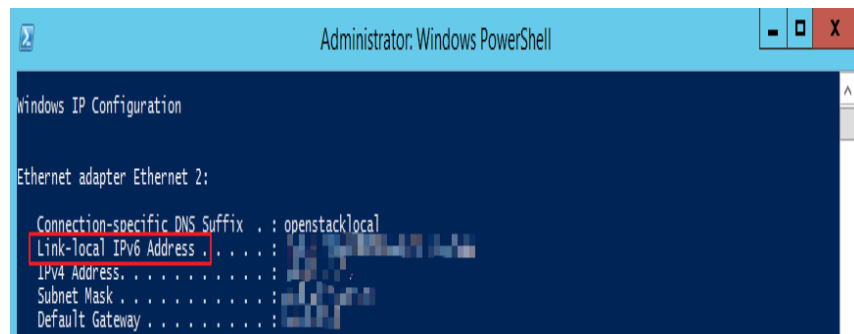 Administrator: Windows PowerShell
Windows IP Configuration
Ethernet adapter Ethernet 2:
Connection-specific DNS Suffix . : openstacklocal
Link-local IPv6 Address . . . . . :
IPv4 Address. . . . . . . . . . . :
Subnet Mask . . . . . . . . . . . :
Default Gateway . . . . . . . . . :